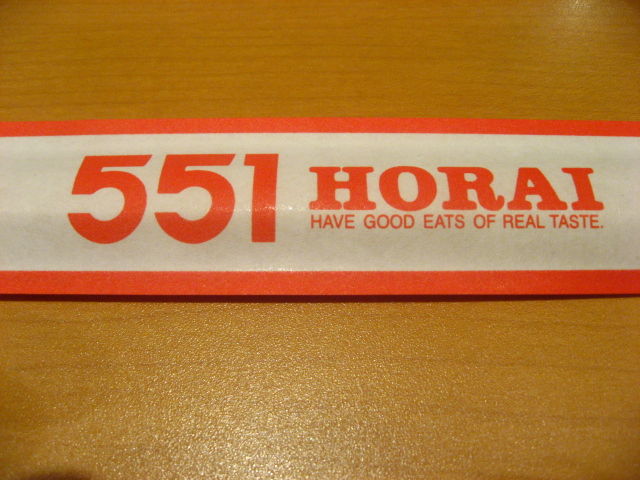 551 HORAI
HAVE GOOD EATS OF REAL TASTE.